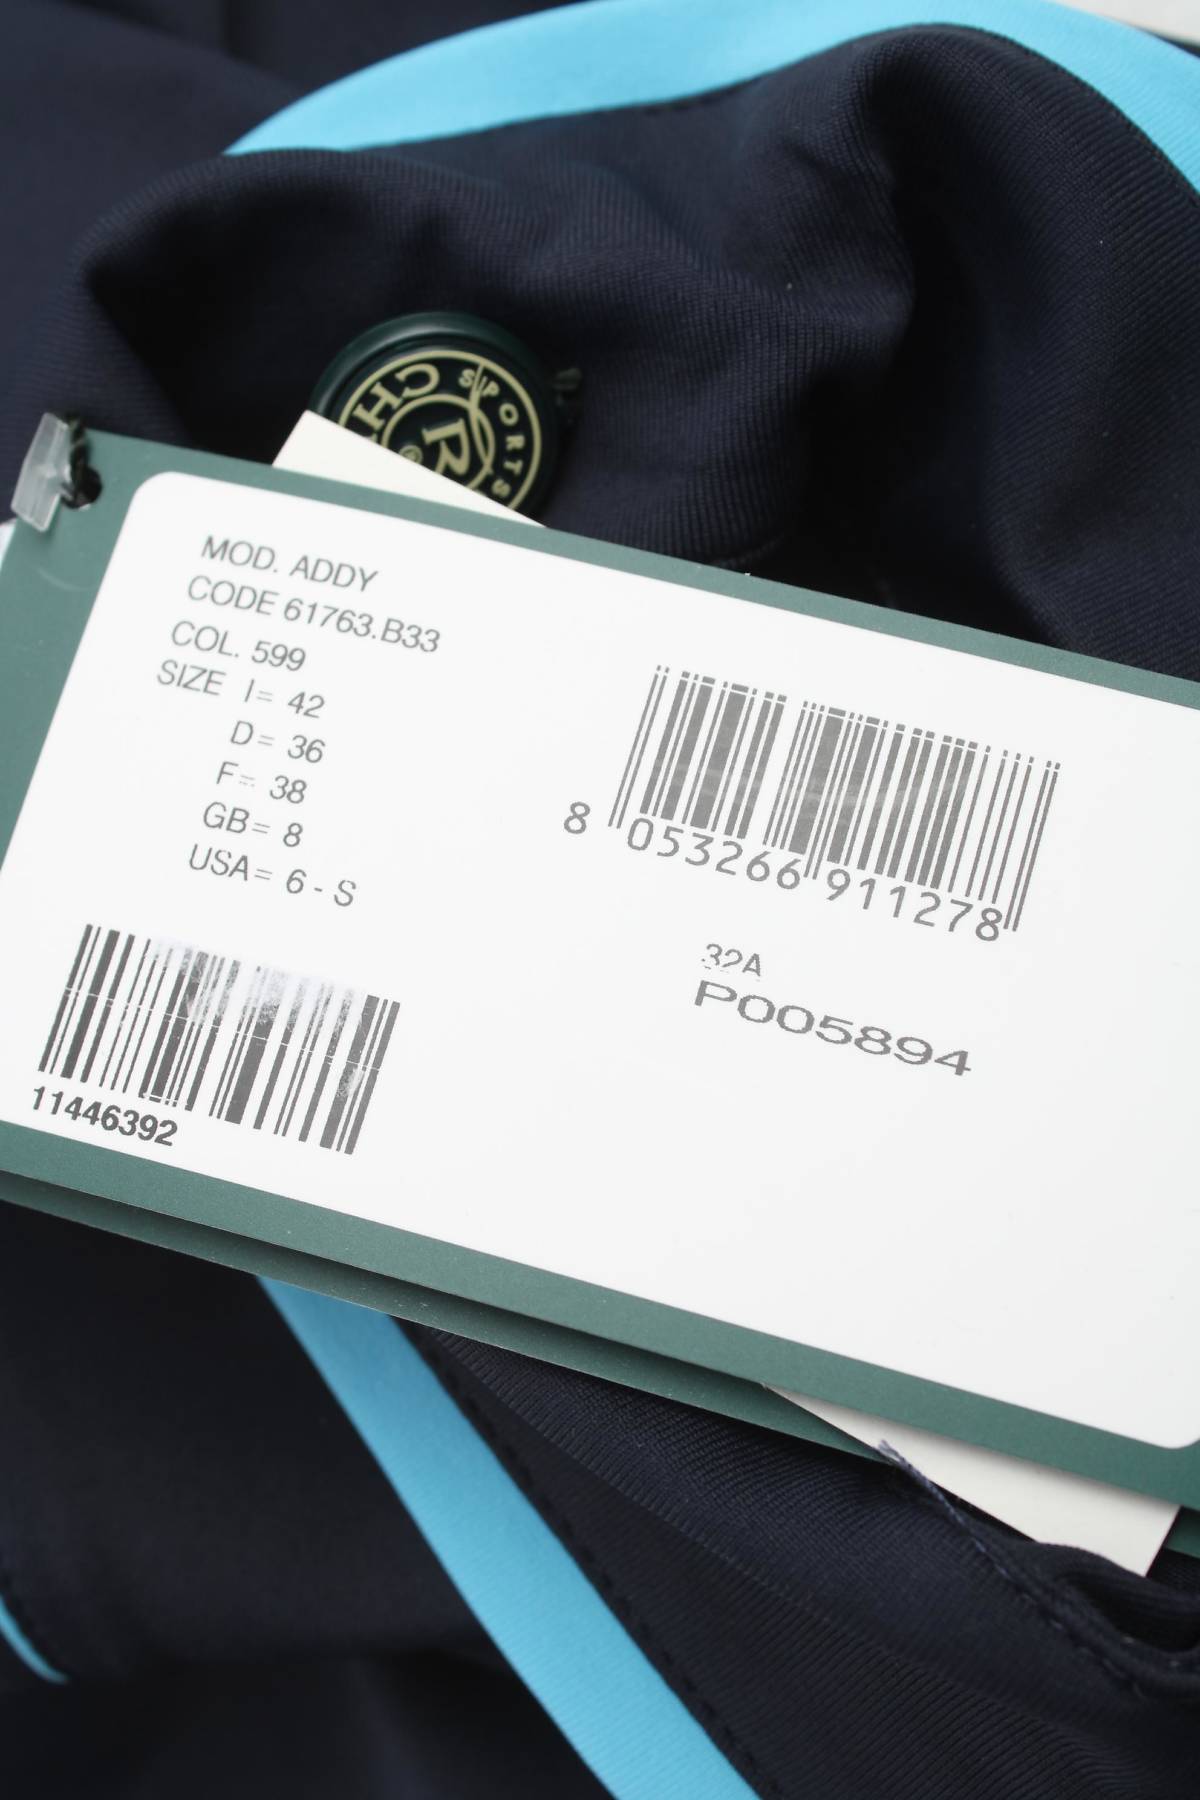 SPORTS
CH
R
®
MOD. ADDY
CODE 61763.B33
COL. 599
SIZE I= 42
D= 36
F= 38
GB= 8
USA= 6 - S
8 053266 911278
32A
P005894
11446392